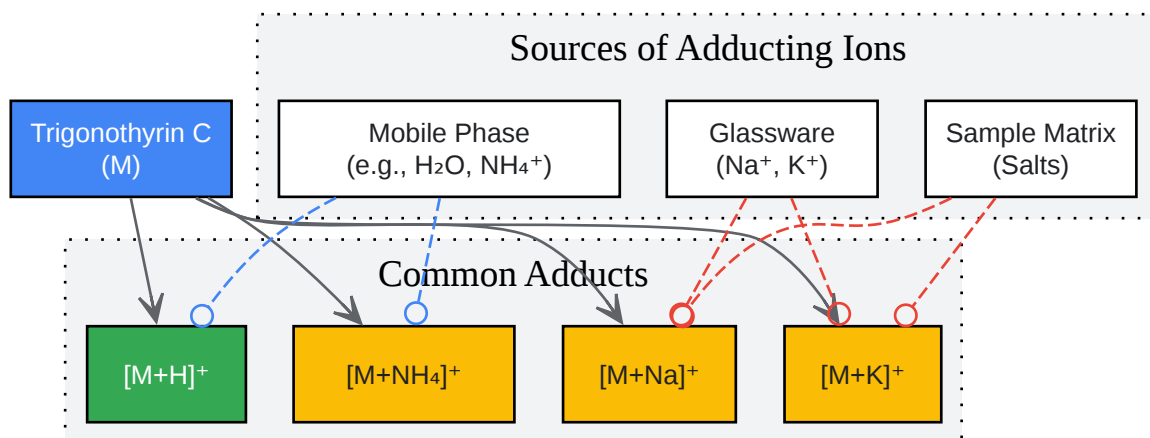 Sources of Adducting Ions
Trigonothyrin C
(M)
Mobile Phase
(e.g., H₂O, NH₄⁺)
Glassware
(Na⁺, K⁺)
Sample Matrix
(Salts)
Common Adducts
[M+H]⁺
[M+NH₄]⁺
[M+Na]⁺
[M+K]⁺